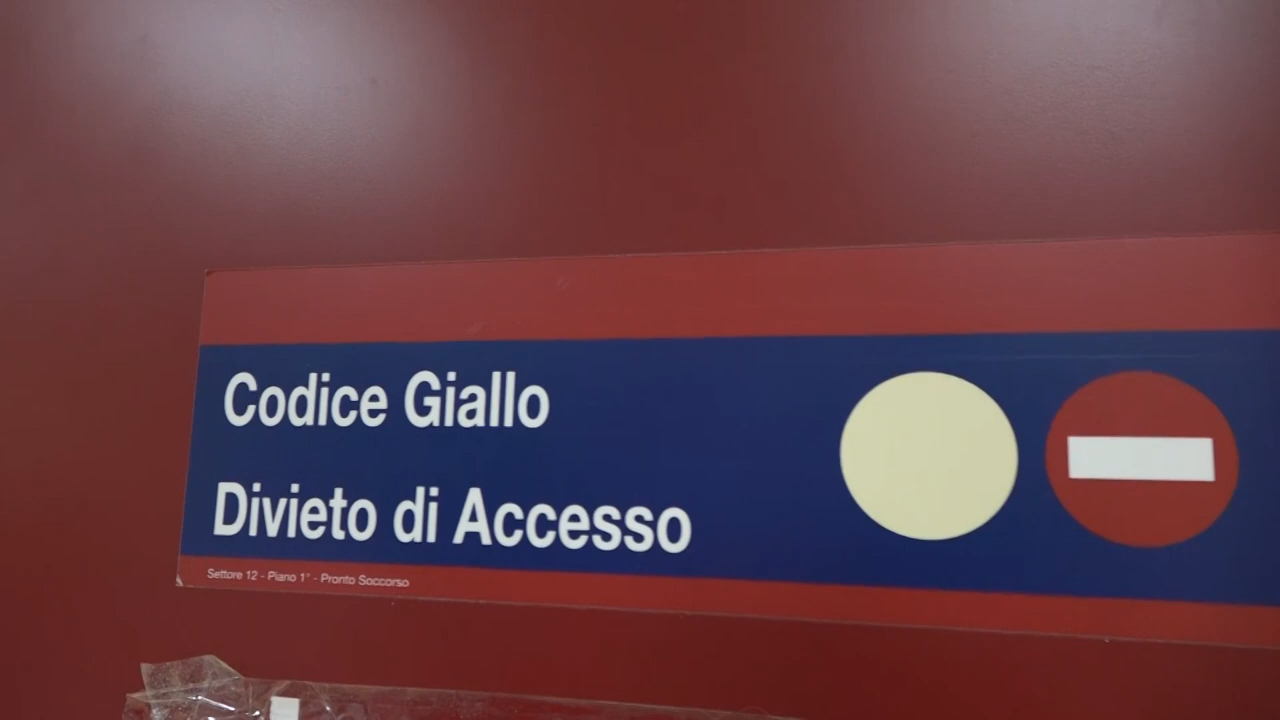 Codice Giallo
Divieto di Accesso
Settore 12 - Piano 1° - Pronto Soccorso